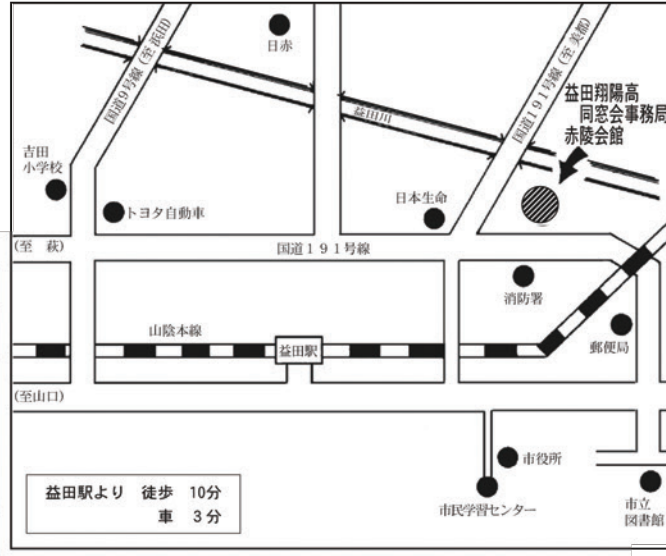 日赤
国道9号線(至 浜田)
国道191号線(至 美都)
益田翔陽高
同窓会事務局
赤陵会館
益田川
吉田
小学校
トヨタ自動車
日本生命
(至 萩)
国道191号線
消防署
山陰本線
益田駅
郵便局
(至山口)
市役所
市民学習センター
市立
図書館
益田駅より 徒歩 10分
車 3分